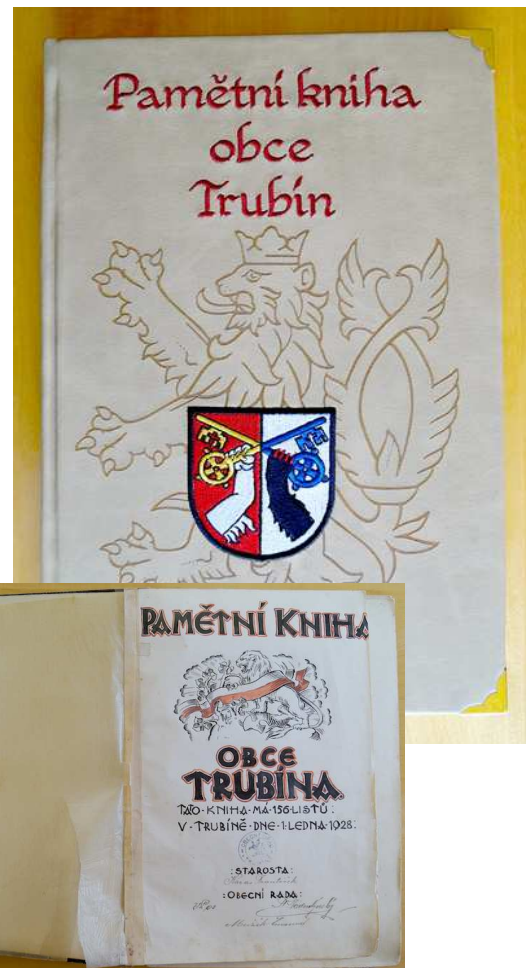 Pamětní kniha
obce
Trubín
PAMĚTNÍ KNIHA
OBCE
TRUBÍNA
TATO·KNIHA·MÁ·156·LISTŮ:
V·TRUBÍNĚ·DNE·1·LEDNA·1928:
:STAROSTA:
:OBECNÍ RADA: